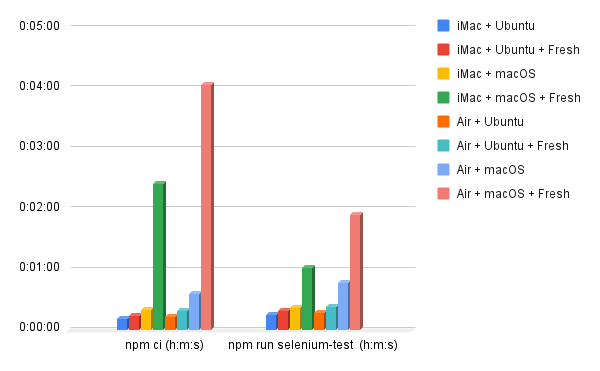 0:05:00
0:04:00
0:03:00
0:02:00
0:01:00
0:00:00
npm ci (h:m:s)
npm run selenium-test (h:m:s)
iMac + Ubuntu
iMac + Ubuntu + Fresh
iMac + macOS
iMac + macOS + Fresh
Air + Ubuntu
Air + Ubuntu + Fresh
Air + macOS
Air + macOS + Fresh